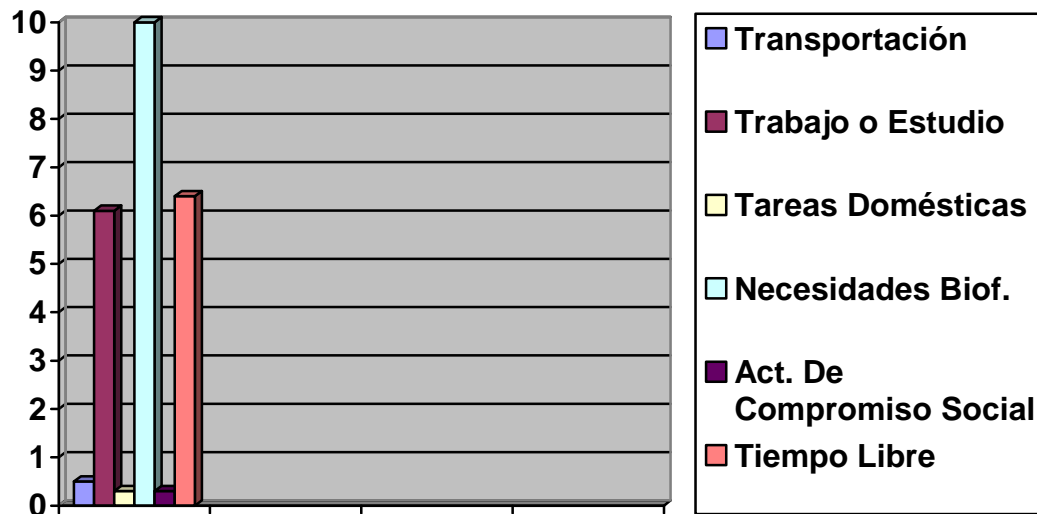 10
9
8
7
6
5
4
3
2
1
0
Transportación
Trabajo o Estudio
Tareas Domésticas
Necesidades Biof.
Act. De
Compromiso Social
Tiempo Libre